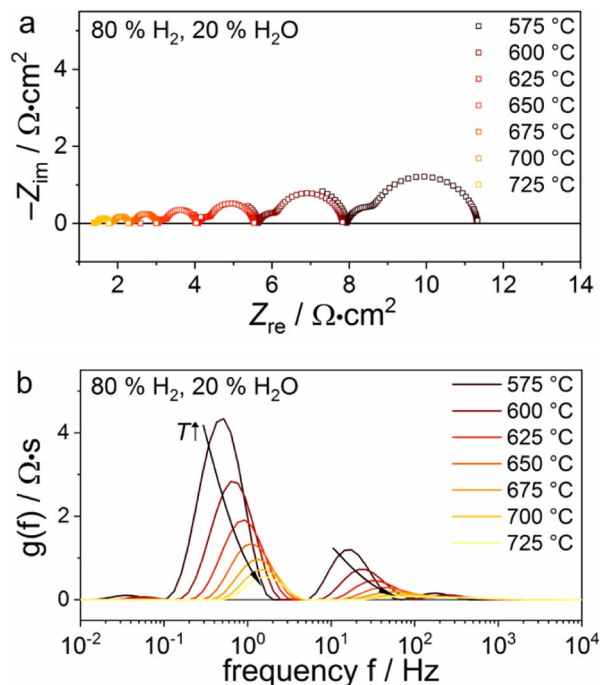 a
80 % H2, 20 % H2O
575 °C
600 °C
625 °C
650 °C
675 °C
700 °C
725 °C
−Zim / Ω•cm²
4
2
0
2 4 6 8 10 12 14
Zre / Ω•cm²
b
80 % H2, 20 % H2O
T↑
575 °C
600 °C
625 °C
650 °C
675 °C
700 °C
725 °C
g(f) / Ω•s
4
2
0
10⁻² 10⁻¹ 10⁰ 10¹ 10² 10³ 10⁴
frequency f / Hz